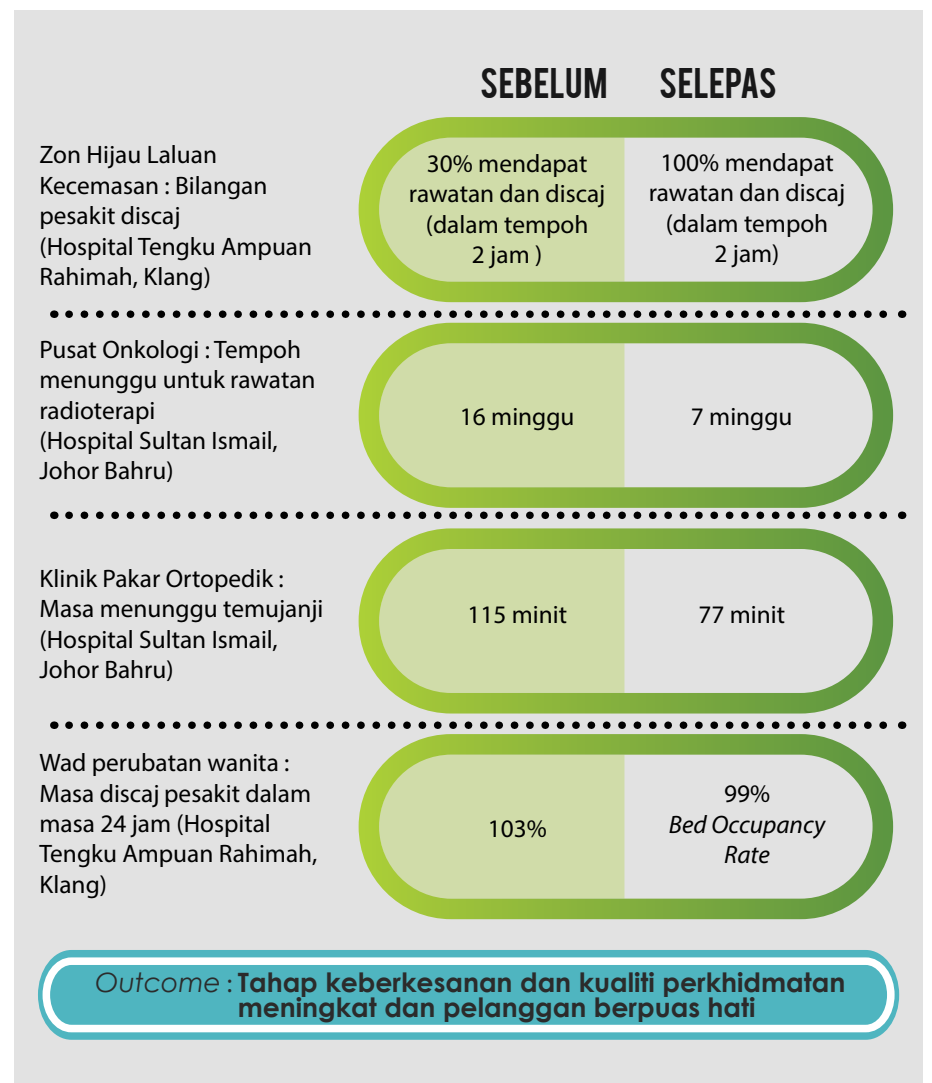 SEBELUM SELEPAS
Zon Hijau Laluan
Kecemasan : Bilangan
pesakit discaj
(Hospital Tengku Ampuan
Rahimah, Klang)
30% mendapat
rawatan dan discaj
(dalam tempoh
2 jam )
100% mendapat
rawatan dan discaj
(dalam tempoh
2 jam)
Pusat Onkologi : Tempoh
menunggu untuk rawatan
radioterapi
(Hospital Sultan Ismail,
Johor Bahru)
16 minggu
7 minggu
Klinik Pakar Ortopedik :
Masa menunggu temujanji
(Hospital Sultan Ismail,
Johor Bahru)
115 minit
77 minit
Wad perubatan wanita :
Masa discaj pesakit dalam
masa 24 jam (Hospital
Tengku Ampuan Rahimah,
Klang)
103%
99%
Bed Occupancy
Rate
Outcome : Tahap keberkesanan dan kualiti perkhidmatan
meningkat dan pelanggan berpuas hati